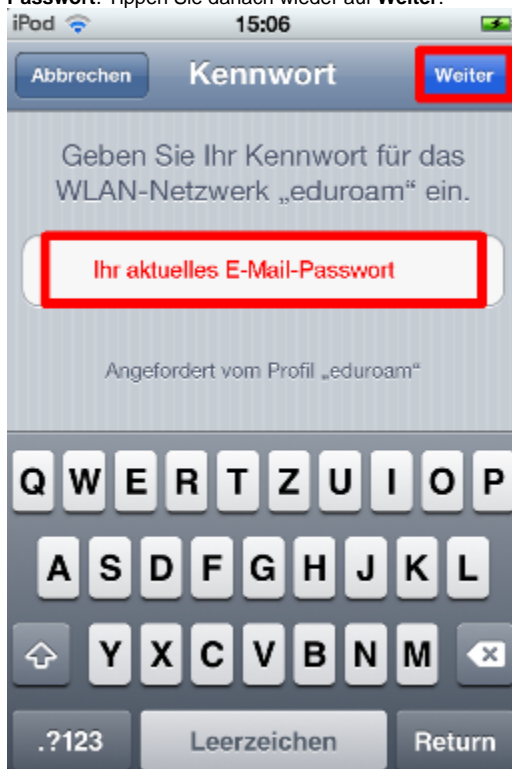 Passwort. Tippen Sie danach wieder auf Weiter.
iPod 15:06
Abbrechen Kennwort Weiter
Geben Sie Ihr Kennwort für das
WLAN-Netzwerk „eduroam“ ein.
Ihr aktuelles E-Mail-Passwort
Angefordert vom Profil „eduroam“
Q W E R T Z U I O P
A S D F G H J K L
Y X C V B N M
.?123 Leerzeichen Return